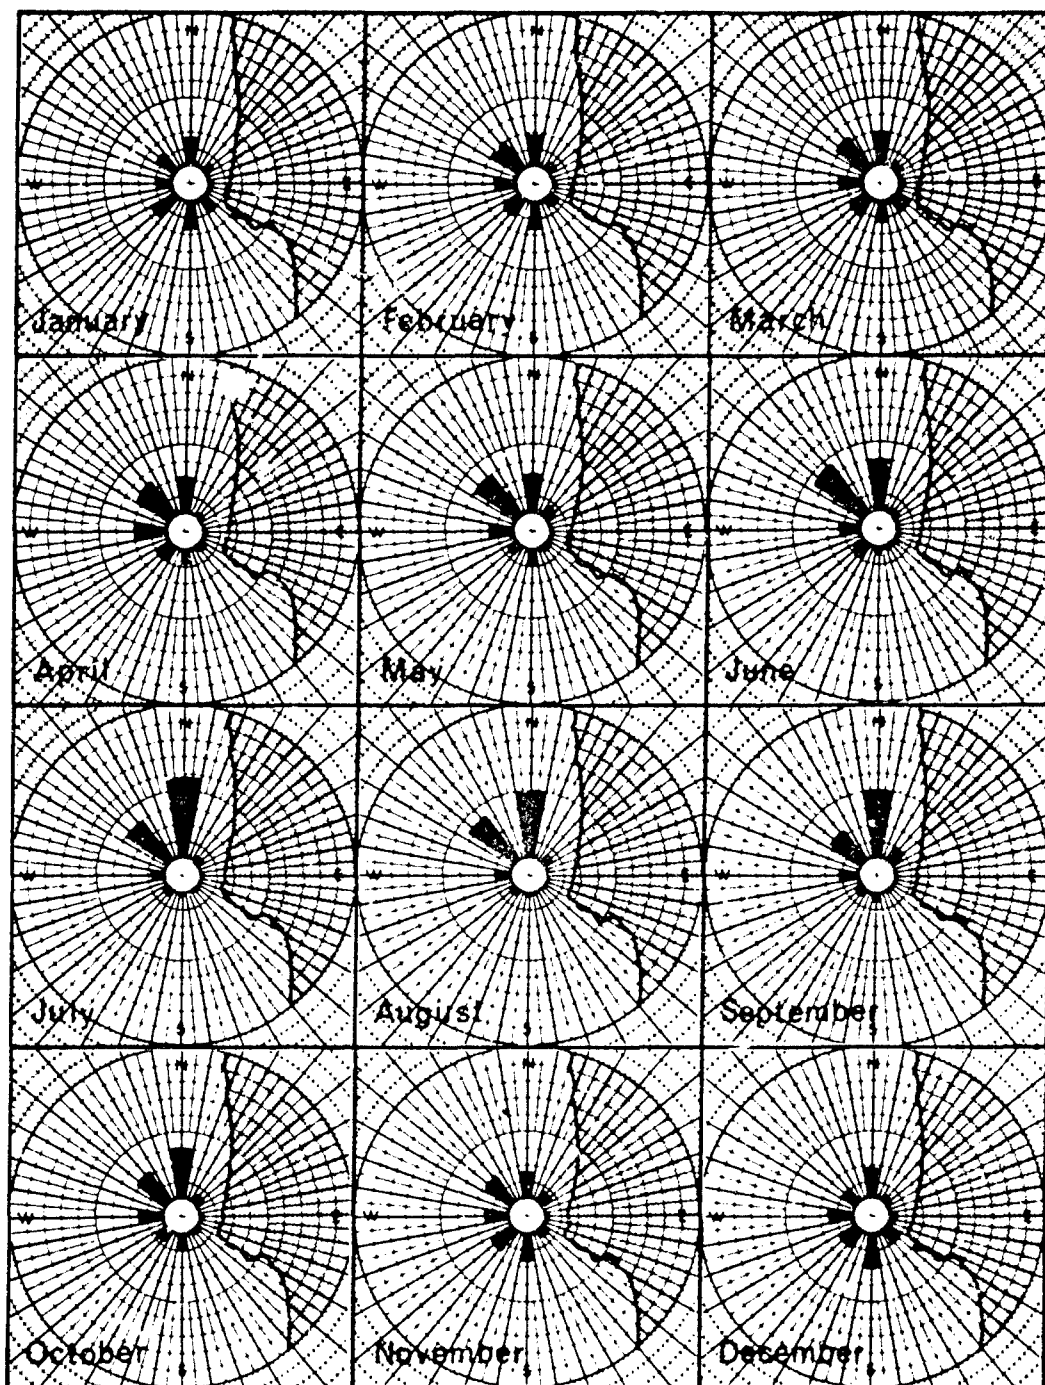 N N N
W E W E W E
January February March
S S S
N N N
W E W E W E
April May June
S S S
N N N
W E W E W E
July August September
S S S
N N N
W E W E W E
October November December
S S S